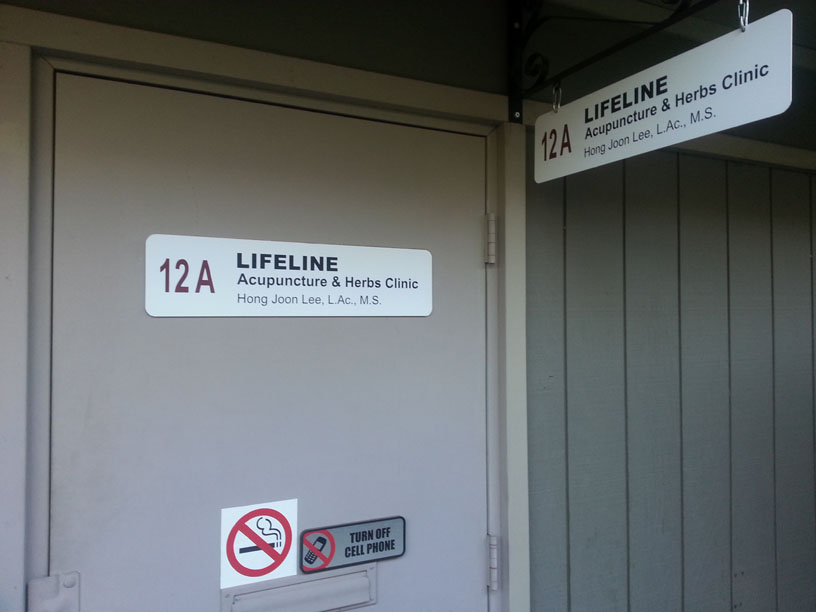 12A
LIFELINE
Acupuncture & Herbs Clinic
Hong Joon Lee, L.Ac., M.S.
12A
LIFELINE
Acupuncture & Herbs Clinic
Hong Joon Lee, L.Ac., M.S.
TURN OFF
CELL PHONE